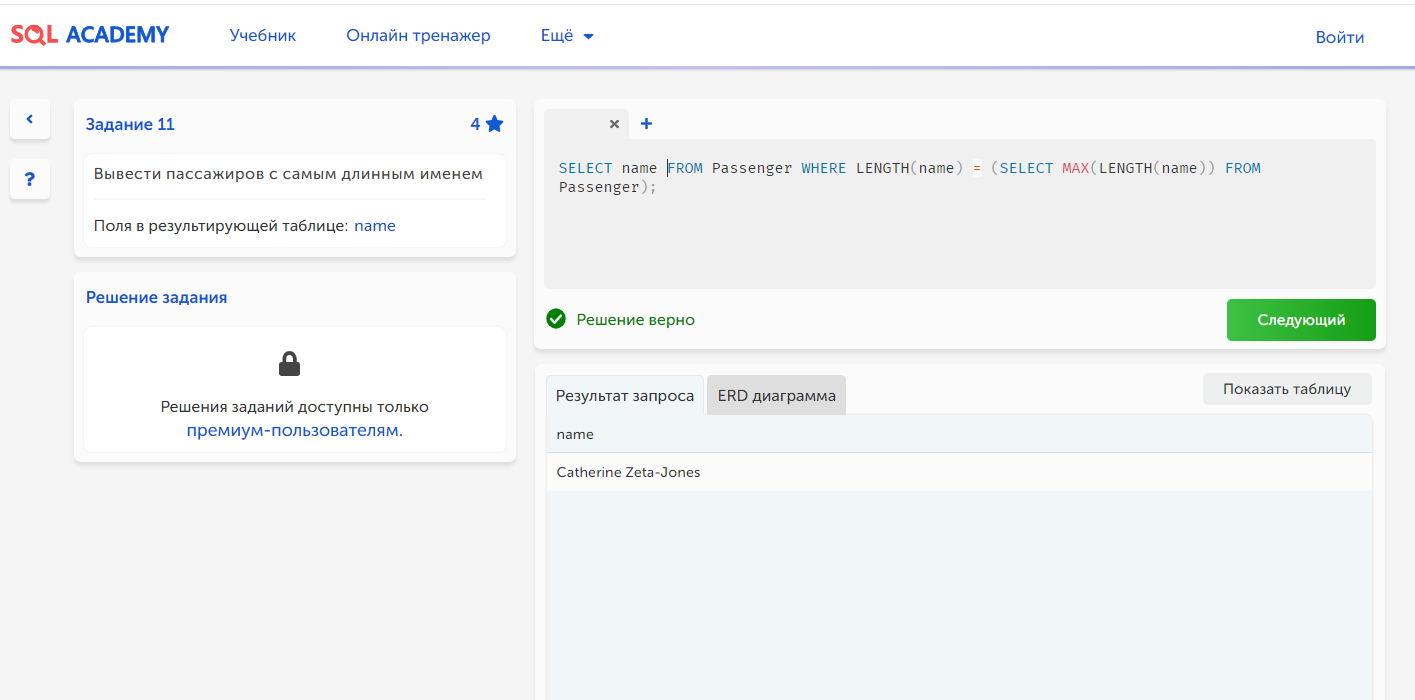 SQL ACADEMY
Учебник
Онлайн тренажер
Ещё
Войти
Задание 11
4
?
Вывести пассажиров с самым длинным именем
Поля в результирующей таблице: name
Решение задания
Решения заданий доступны только
премиум-пользователям.
SELECT name FROM Passenger WHERE LENGTH(name) = (SELECT MAX(LENGTH(name)) FROM
Passenger);
Решение верно
Следующий
Результат запроса
ERD диаграмма
Показать таблицу
name
Catherine Zeta-Jones